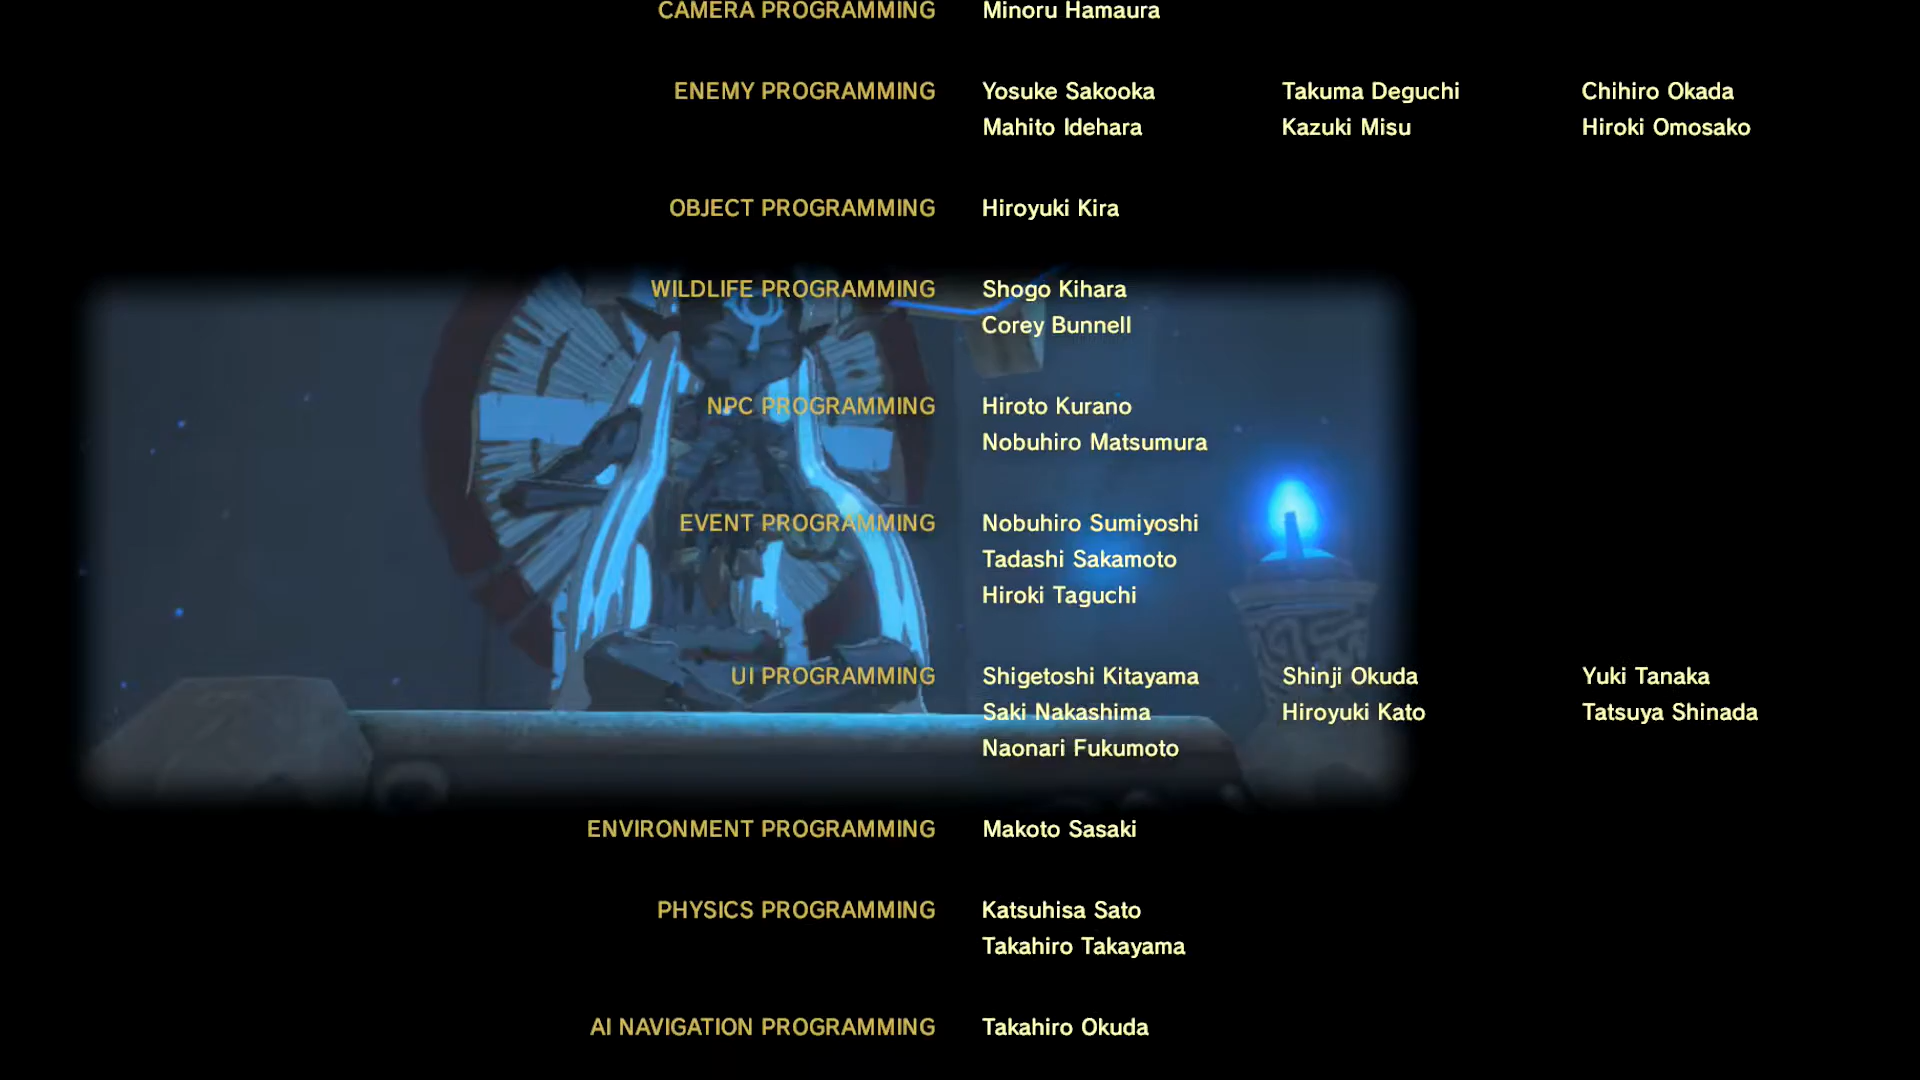 CAMERA PROGRAMMING Minoru Hamaura
ENEMY PROGRAMMING Yosuke Sakooka Takuma Deguchi Chihiro Okada
Mahito Idehara Kazuki Misu Hiroki Omosako
OBJECT PROGRAMMING Hiroyuki Kira
WILDLIFE PROGRAMMING Shogo Kihara
Corey Bunnell
NPC PROGRAMMING Hiroto Kurano
Nobuhiro Matsumura
EVENT PROGRAMMING Nobuhiro Sumiyoshi
Tadashi Sakamoto
Hiroki Taguchi
UI PROGRAMMING Shigetoshi Kitayama Shinji Okuda Yuki Tanaka
Saki Nakashima Hiroyuki Kato Tatsuya Shinada
Naonari Fukumoto
ENVIRONMENT PROGRAMMING Makoto Sasaki
PHYSICS PROGRAMMING Katsuhisa Sato
Takahiro Takayama
AI NAVIGATION PROGRAMMING Takahiro Okuda